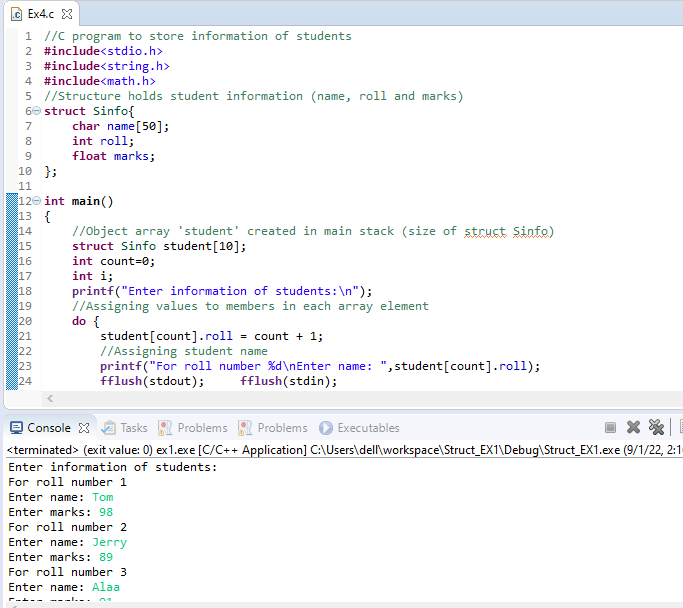 Ex4.c
1 //C program to store information of students
2 #include<stdio.h>
3 #include<string.h>
4 #include<math.h>
5 //Structure holds student information (name, roll and marks)
6 struct Sinfo{
7 char name[50];
8 int roll;
9 float marks;
10 };
11
12 int main()
13 {
14 //Object array 'student' created in main stack (size of struct Sinfo)
15 struct Sinfo student[10];
16 int count=0;
17 int i;
18 printf("Enter information of students:\n");
19 //Assigning values to members in each array element
20 do {
21 student[count].roll = count + 1;
22 //Assigning student name
23 printf("For roll number %d\nEnter name: ",student[count].roll);
24 fflush(stdout); fflush(stdin);
Console Tasks Problems Problems Executables
<terminated> (exit value: 0) ex1.exe [C/C++ Application] C:\Users\dell\workspace\Struct_EX1\Debug\Struct_EX1.exe (9/1/22, 2:1
Enter information of students:
For roll number 1
Enter name: Tom
Enter marks: 98
For roll number 2
Enter name: Jerry
Enter marks: 89
For roll number 3
Enter name: Alaa
Enter marks: 91